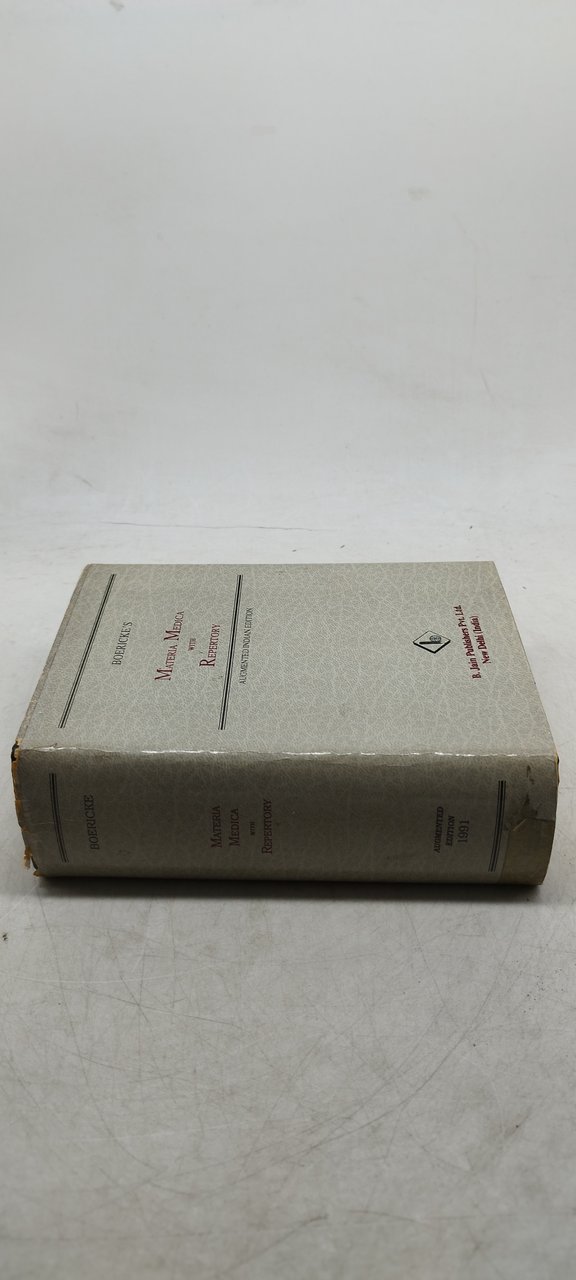 BOERICKE'S
MATERIA MEDICA
WITH
REPERTORY
AUGMENTED INDIAN EDITION
B. Jain Publishers Pvt. Ltd.
New Delhi (India)
BOERICKE
MATERIA
MEDICA
WITH
REPERTORY
AUGMENTED
EDITION
1991